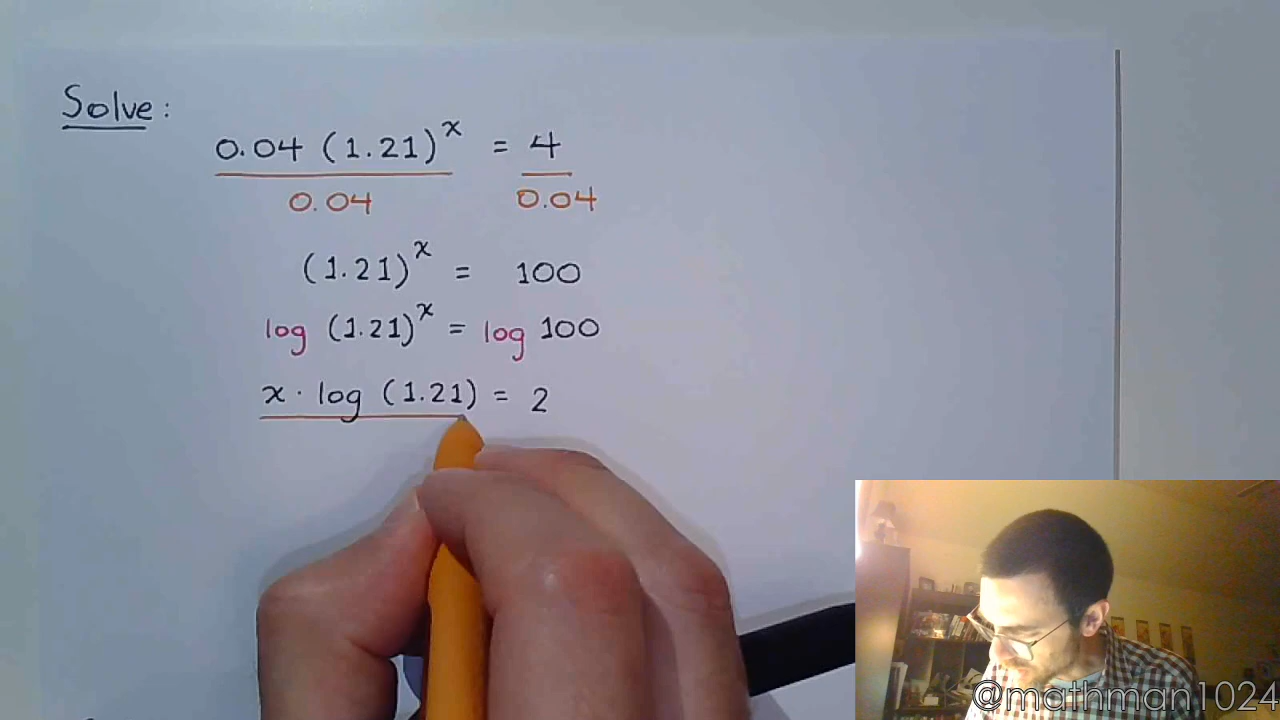 Solve:
0.04 (1.21)^x = 4
0.04 0.04
(1.21)^x = 100
log (1.21)^x = log 100
x · log (1.21) = 2
@mathman1024